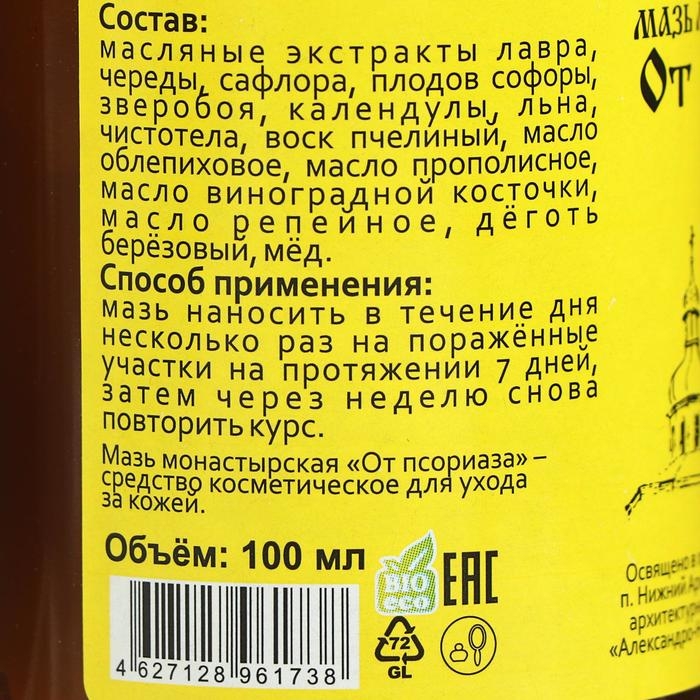 Состав:
масляные экстракты лавра,
череды, сафлора, плодов софоры,
зверобоя, календулы, льна,
чистотела, воск пчелиный, масло
облепиховое, масло прополисное,
масло виноградной косточки,
масло репейное, дёготь
берёзовый, мёд.
Способ применения:
мазь наносить в течение дня
несколько раз на поражённые
участки на протяжении 7 дней,
затем через неделю снова
повторить курс.
Мазь монастырская «От псориаза» –
средство косметическое для ухода
за кожей.
Объём: 100 мл
BIO
eco
EAC
72
GL
4 627128 961738
МАЗЬ
От
Освящено в
п. Нижний
архитектур
«Александро-